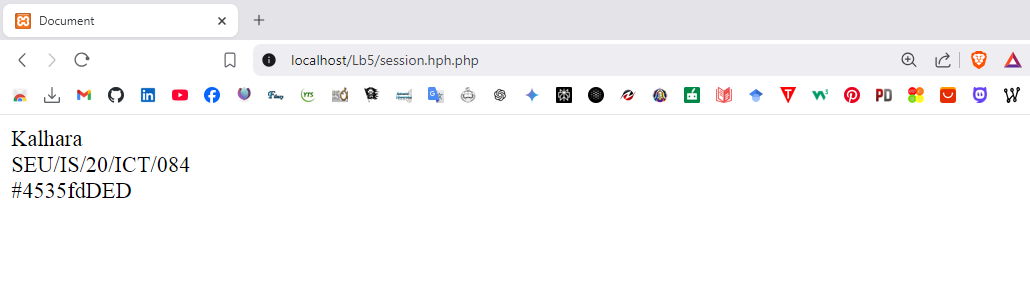 Document
localhost/Lb5/session.hph.php
Kalhara
SEU/IS/20/ICT/084
#4535fdDED